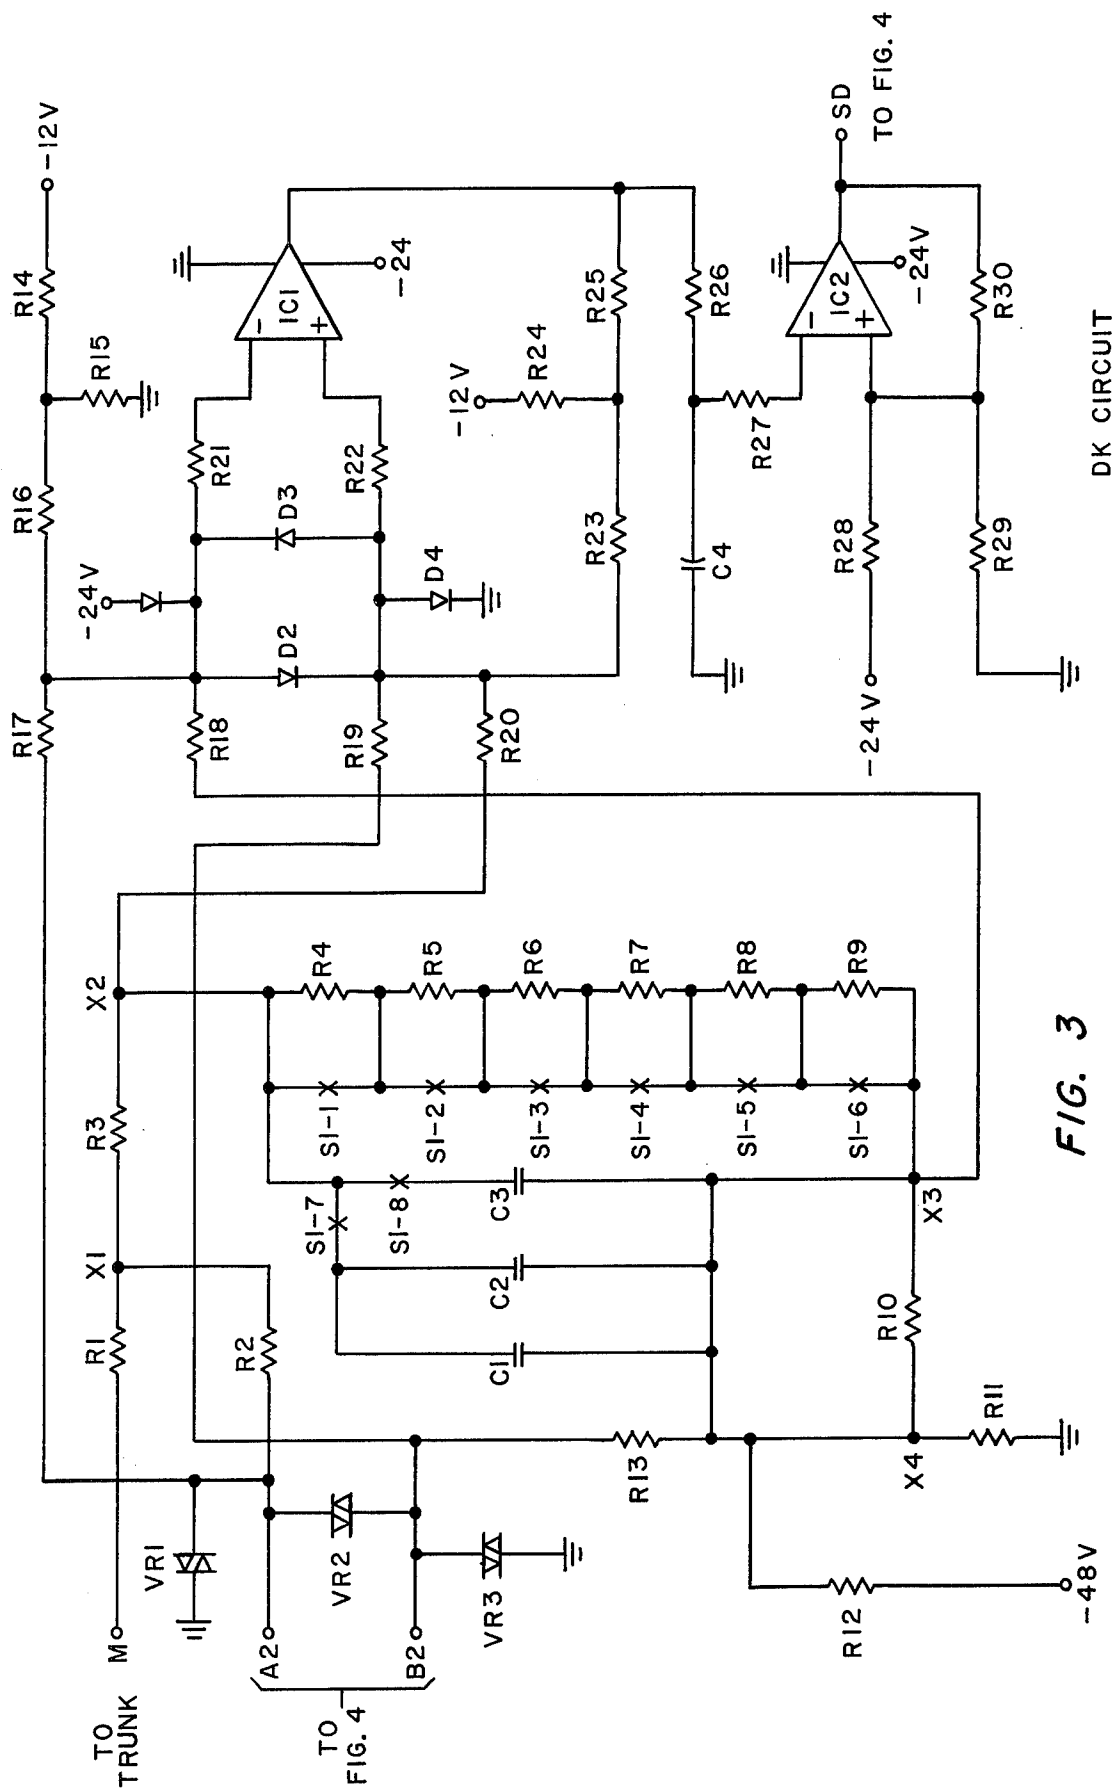 TO
TRUNK
M
R1
X1
R3
X2
R17
R16
R14
-12V
R15
VR1
A2
R2
TO
FIG. 4
VR2
B2
VR3
R13
R12
-48V
X4
R11
R10
X3
C1
C2
C3
S1-7
S1-8
S1-1
S1-2
S1-3
S1-4
S1-5
S1-6
R4
R5
R6
R7
R8
R9
R18
R19
R20
-24V
D2
D3
D4
R21
R22
-
+
IC1
-24
R23
-12V
R24
R25
C4
R26
R27
-24V
R28
R29
-
+
IC2
-24V
R30
SD
TO FIG. 4
FIG. 3
DK CIRCUIT